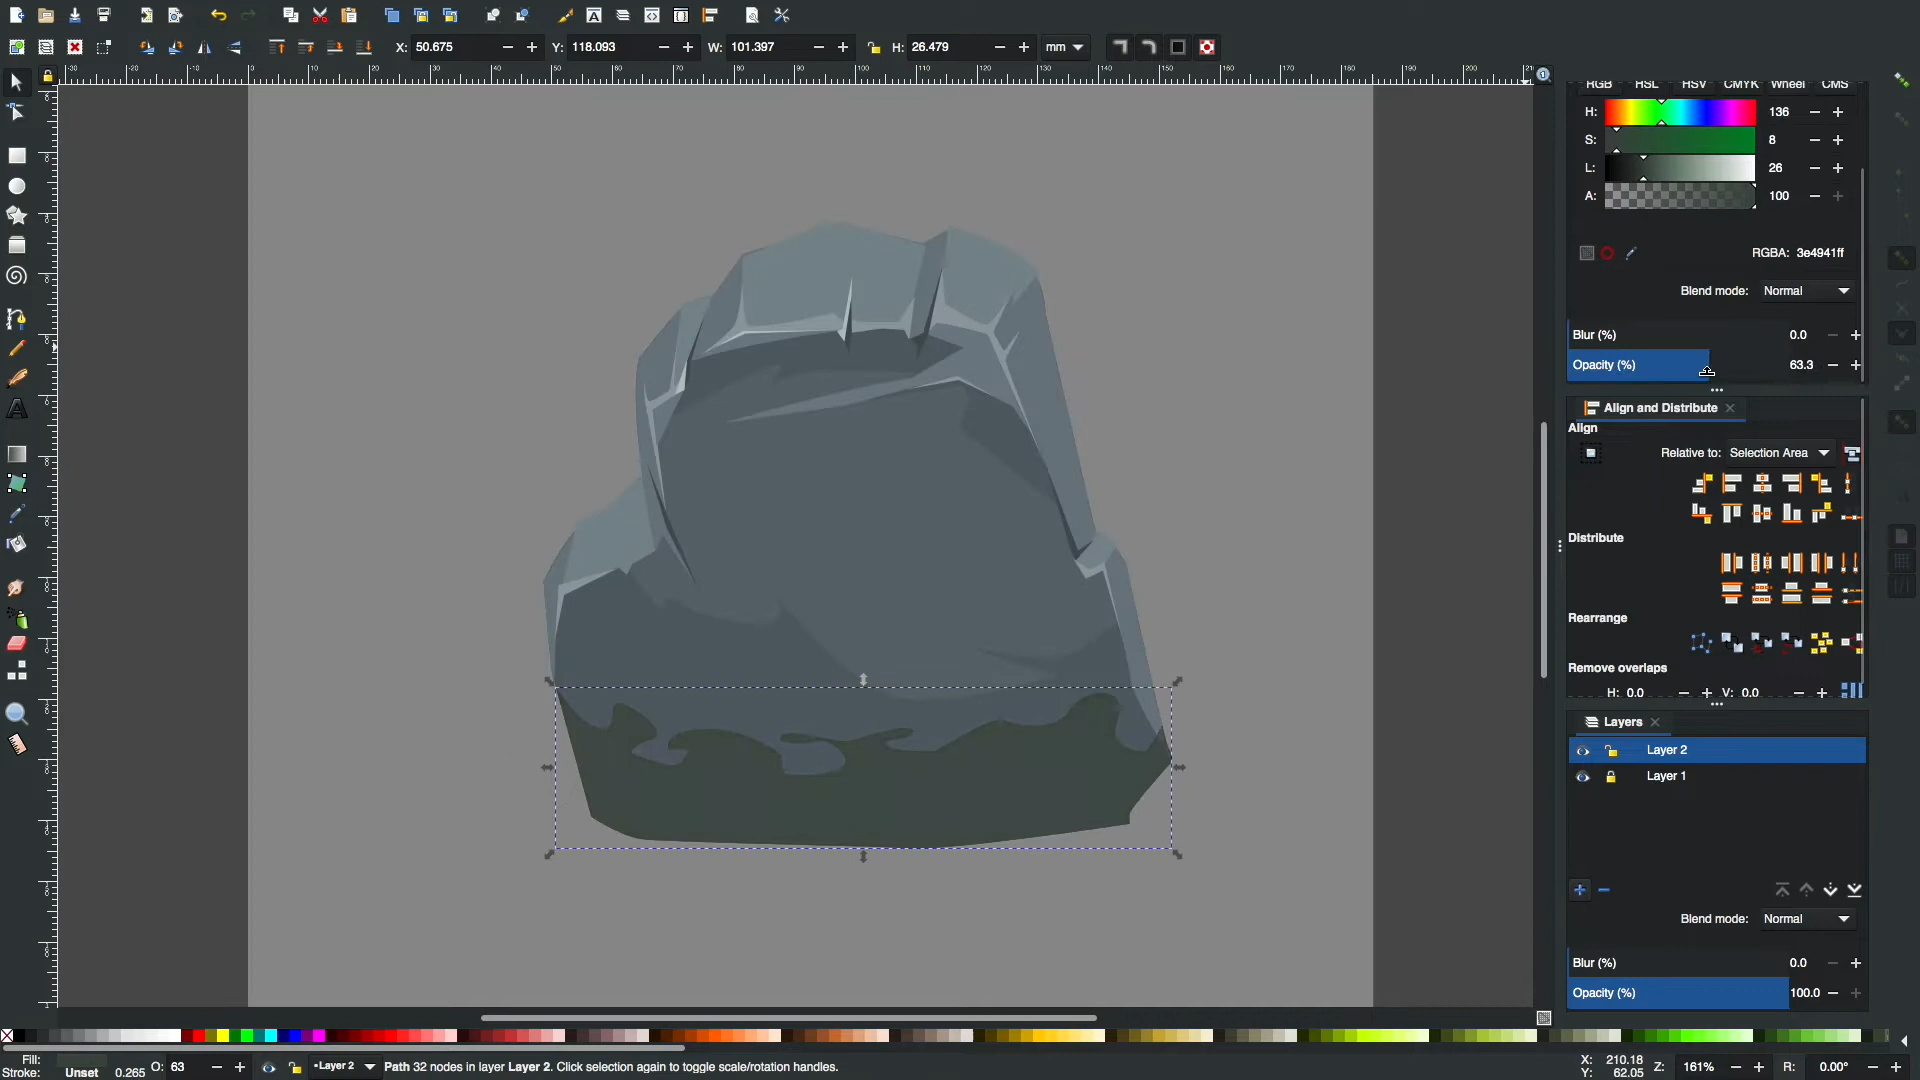 X: 50.675 Y: 118.093 W: 101.397 H: 26.479 mm
RGB HSL HSV CMYK Wheel CMS
H: 136
S: 8
L: 26
A: 100
RGBA: 3e4941ff
Blend mode: Normal
Blur (%) 0.0
Opacity (%) 63.3
Align and Distribute
Align
Relative to: Selection Area
Distribute
Rearrange
Remove overlaps
H: 0.0 V: 0.0
Layers
Layer 2
Layer 1
Blend mode: Normal
Blur (%) 0.0
Opacity (%) 100.0
Fill:
Stroke: Unset 0.265 O: 63 •Layer 2 Path 32 nodes in layer Layer 2. Click selection again to toggle scale/rotation handles.
X: 210.18
Y: 62.05
Z: 161% R: 0.00°